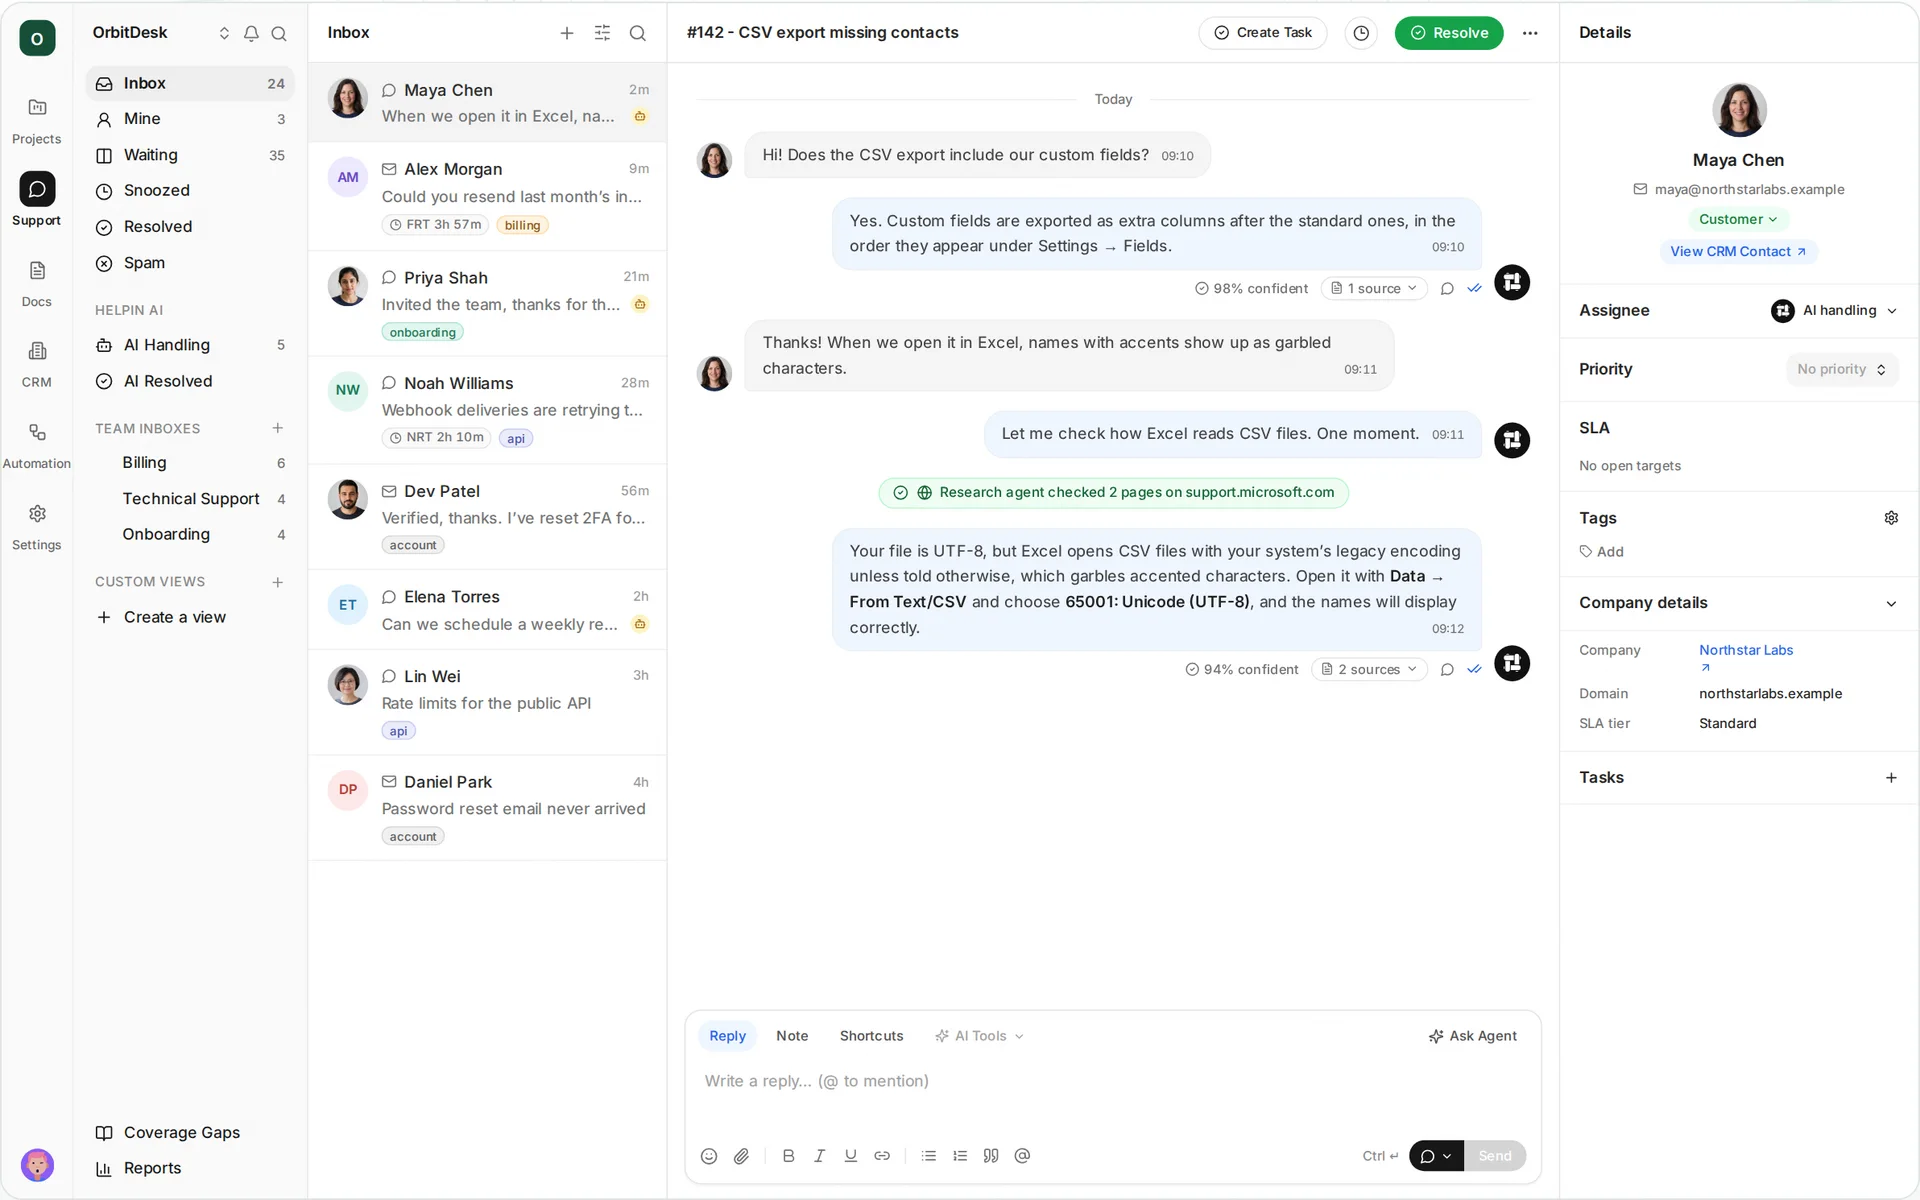 O
Projects
Support
Docs
CRM
Automation
Settings
OrbitDesk
Inbox 24
Mine 3
Waiting 35
Snoozed
Resolved
Spam
HELPIN AI
AI Handling 5
AI Resolved
TEAM INBOXES
Billing 6
Technical Support 4
Onboarding 4
CUSTOM VIEWS
Create a view
Coverage Gaps
Reports
Inbox
Maya Chen 2m
When we open it in Excel, na...
AM
Alex Morgan 9m
Could you resend last month's in...
FRT 3h 57m billing
Priya Shah 21m
Invited the team, thanks for th...
onboarding
NW
Noah Williams 28m
Webhook deliveries are retrying t...
NRT 2h 10m api
Dev Patel 56m
Verified, thanks. I've reset 2FA fo...
account
ET
Elena Torres 2h
Can we schedule a weekly re...
Lin Wei 3h
Rate limits for the public API
api
DP
Daniel Park 4h
Password reset email never arrived
account
#142 - CSV export missing contacts
Create Task
Resolve
Today
Hi! Does the CSV export include our custom fields? 09:10
Yes. Custom fields are exported as extra columns after the standard ones, in the
order they appear under Settings → Fields. 09:10
98% confident 1 source
Thanks! When we open it in Excel, names with accents show up as garbled
characters. 09:11
Let me check how Excel reads CSV files. One moment. 09:11
Research agent checked 2 pages on support.microsoft.com
Your file is UTF-8, but Excel opens CSV files with your system's legacy encoding
unless told otherwise, which garbles accented characters. Open it with Data →
From Text/CSV and choose 65001: Unicode (UTF-8), and the names will display
correctly. 09:12
94% confident 2 sources
Reply Note Shortcuts AI Tools Ask Agent
Write a reply... (@ to mention)
Ctrl ↵ Send
Details
Maya Chen
maya@northstarlabs.example
Customer
View CRM Contact ↗
Assignee AI handling
Priority No priority
SLA
No open targets
Tags
Add
Company details
Company Northstar Labs
↗
Domain northstarlabs.example
SLA tier Standard
Tasks